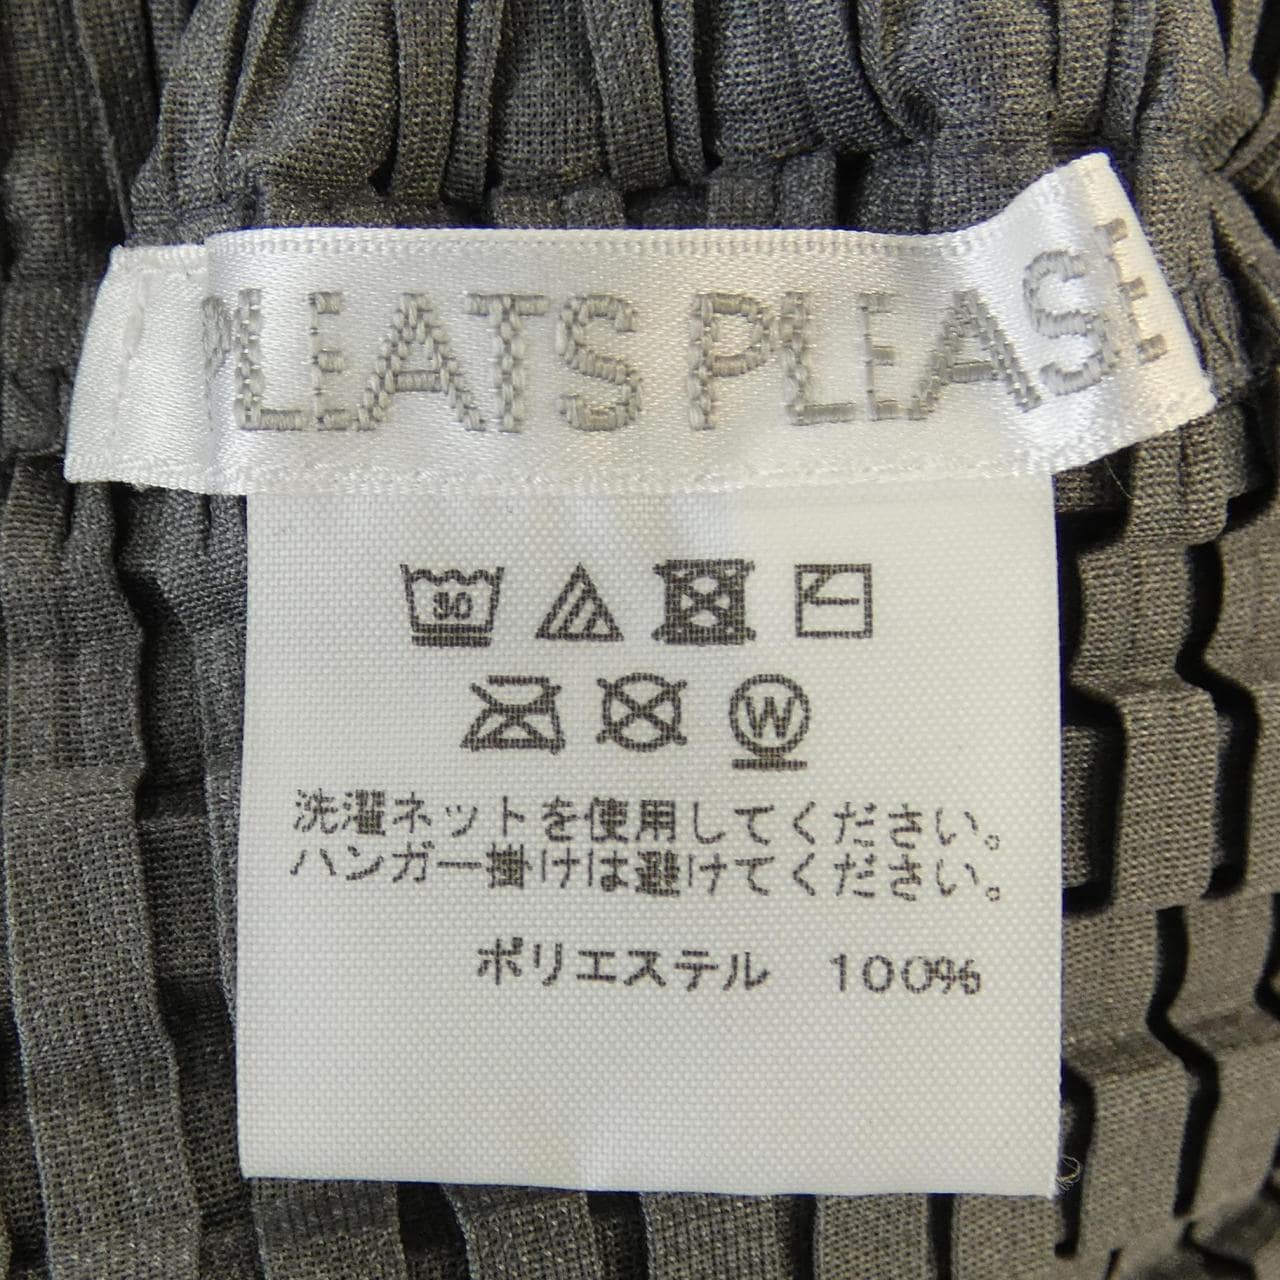 PLEATS PLEASE
30
W
洗濯ネットを使用してください。
ハンガー掛けは避けてください。
ポリエステル 100%